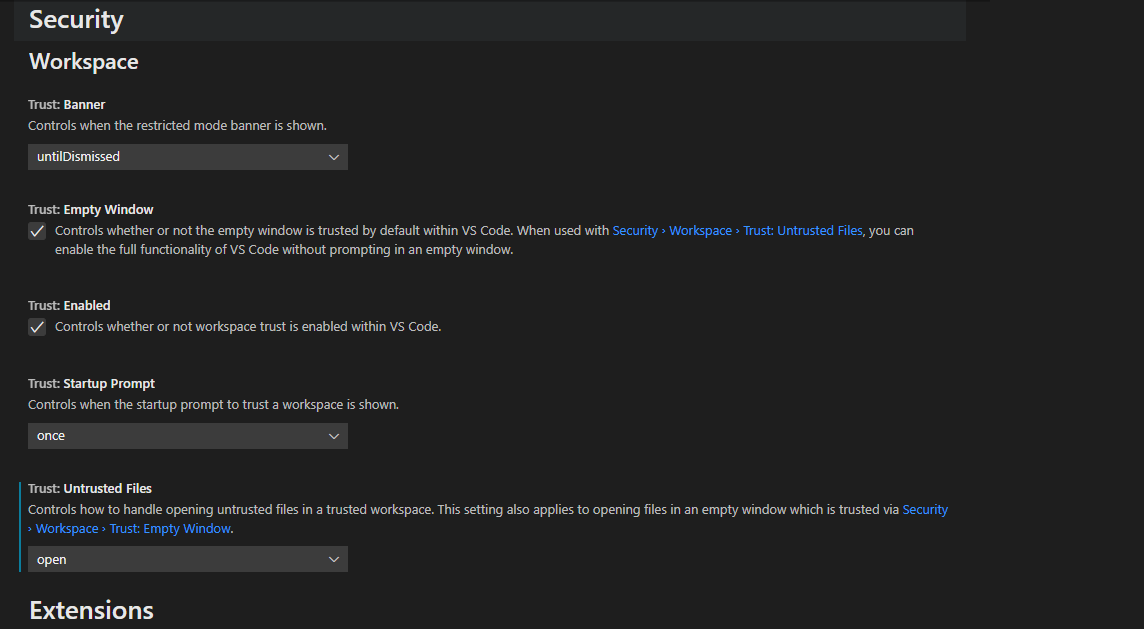 Security
Workspace
Trust: Banner
Controls when the restricted mode banner is shown.
untilDismissed
Trust: Empty Window
Controls whether or not the empty window is trusted by default within VS Code. When used with Security › Workspace › Trust: Untrusted Files, you can
enable the full functionality of VS Code without prompting in an empty window.
Trust: Enabled
Controls whether or not workspace trust is enabled within VS Code.
Trust: Startup Prompt
Controls when the startup prompt to trust a workspace is shown.
once
Trust: Untrusted Files
Controls how to handle opening untrusted files in a trusted workspace. This setting also applies to opening files in an empty window which is trusted via Security
› Workspace › Trust: Empty Window.
open
Extensions